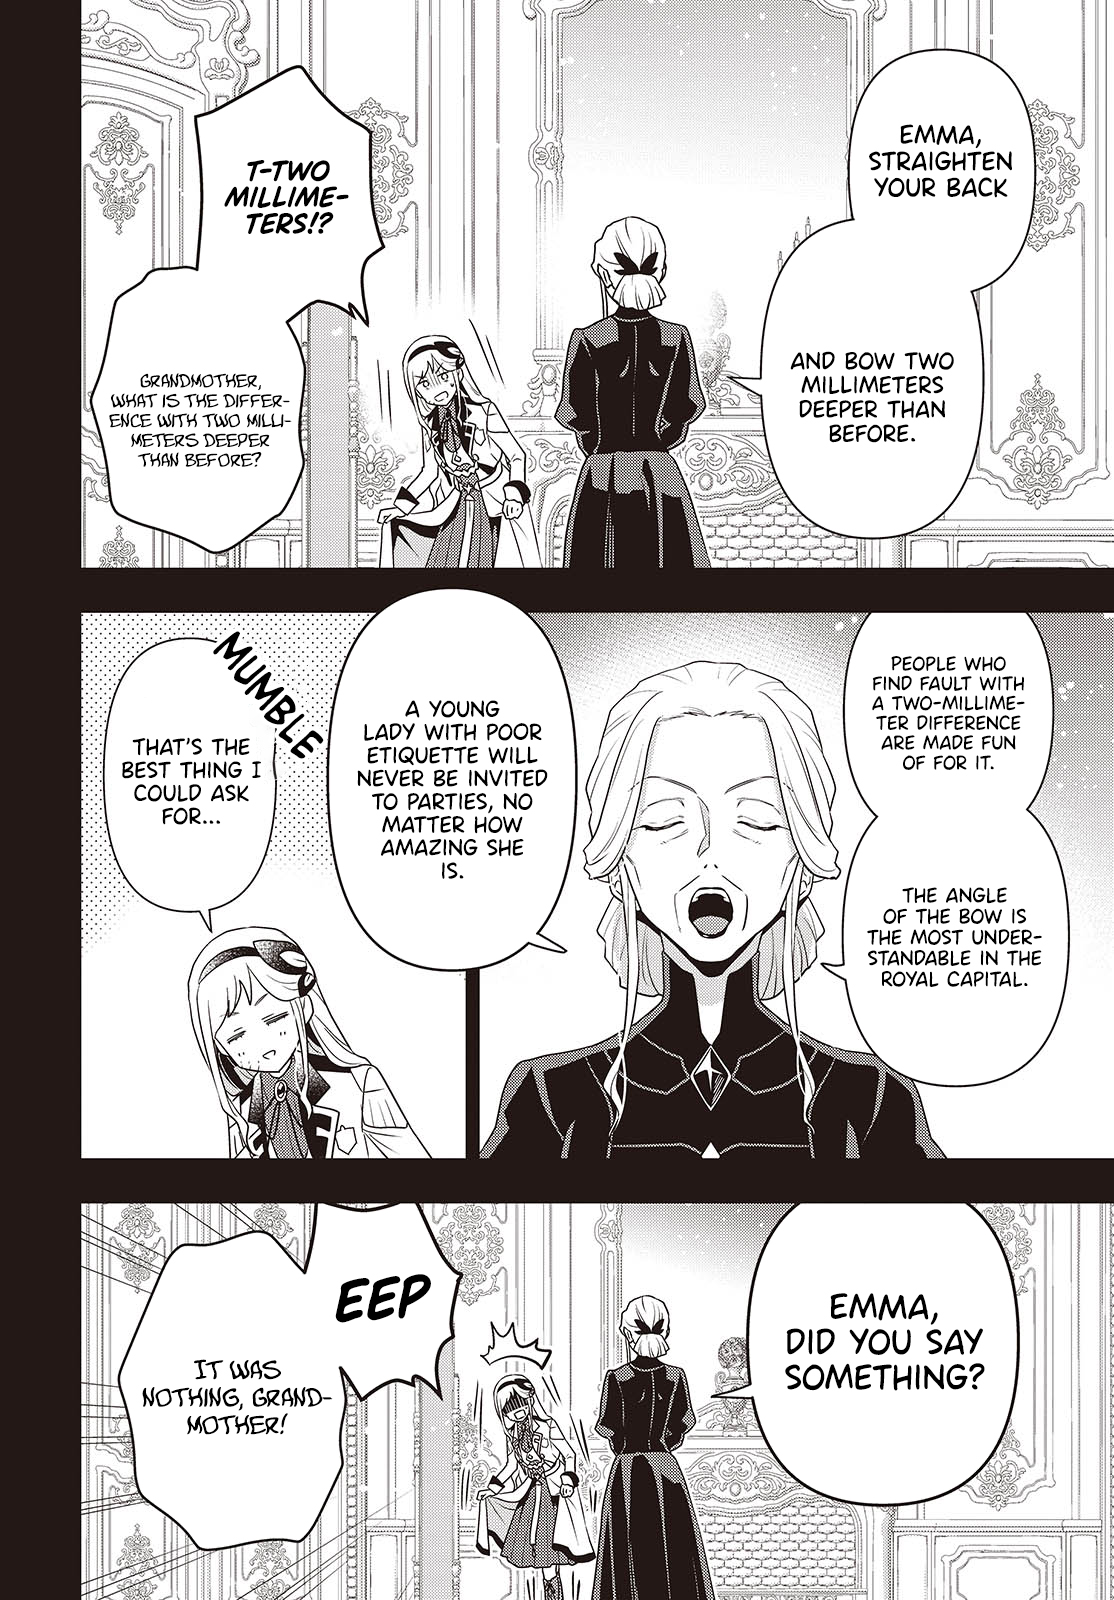 EMMA,
STRAIGHTEN
YOUR BACK
AND BOW TWO
MILLIMETERS
DEEPER THAN
BEFORE.
T-TWO
MILLIME-
TERS!?
GRANDMOTHER,
WHAT IS THE DIFFER-
ENCE WITH TWO MILLI-
METERS DEEPER
THAN BEFORE?
PEOPLE WHO
FIND FAULT WITH
A TWO-MILLIME-
TER DIFFERENCE
ARE MADE FUN
OF FOR IT.
THE ANGLE
OF THE BOW IS
THE MOST UNDER-
STANDABLE IN THE
ROYAL CAPITAL.
A YOUNG
LADY WITH POOR
ETIQUETTE WILL
NEVER BE INVITED
TO PARTIES, NO
MATTER HOW
AMAZING SHE
IS.
MUMBLE
THAT'S THE
BEST THING I
COULD ASK
FOR...
EMMA,
DID YOU SAY
SOMETHING?
EEP
IT WAS
NOTHING, GRAND-
MOTHER!